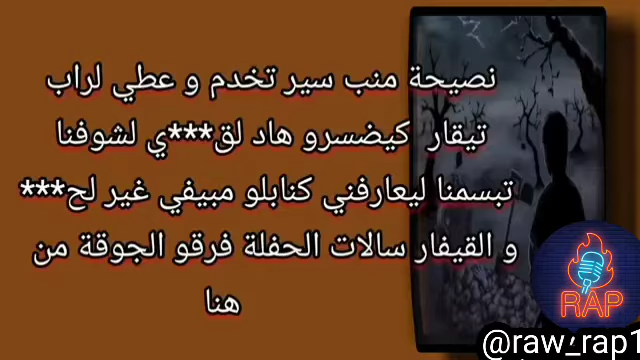 نصيحة منب سير تخدم و عطي لراب
تيقار كيضسرو هاد لق***ي لشوفنا
تبسمنا ليعارفني كنابلو مبيفي غير لح***
و القيفار سالات الحفلة فرقو الجوقة من
هنا
RAP
@raw_rap1